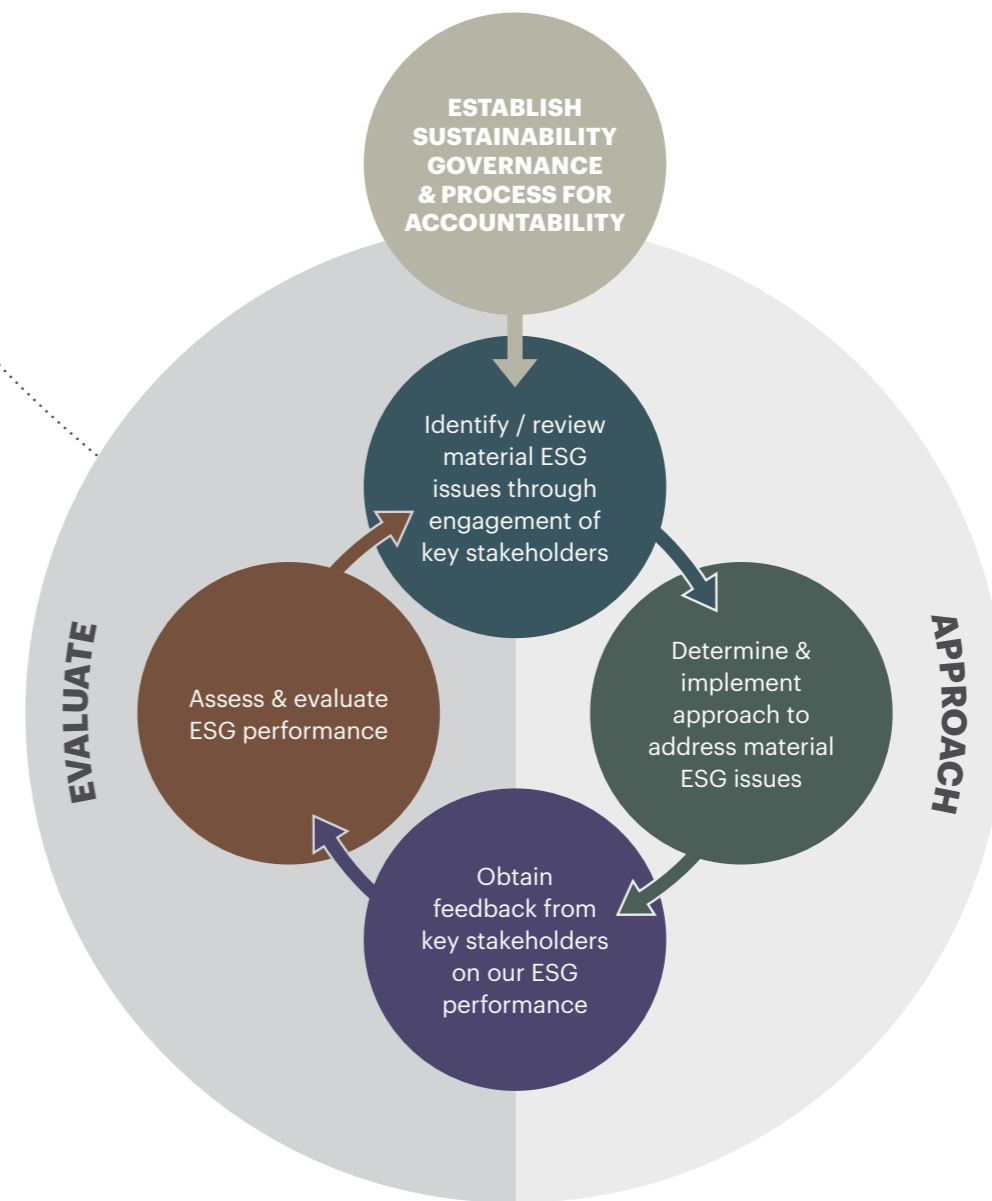 ESTABLISH
SUSTAINABILITY
GOVERNANCE
& PROCESS FOR
ACCOUNTABILITY
Identify / review
material ESG
issues through
engagement of
key stakeholders
EVALUATE
Assess & evaluate
ESG performance
Determine &
implement
approach to
address material
ESG issues
APPROACH
Obtain
feedback from
key stakeholders
on our ESG
performance